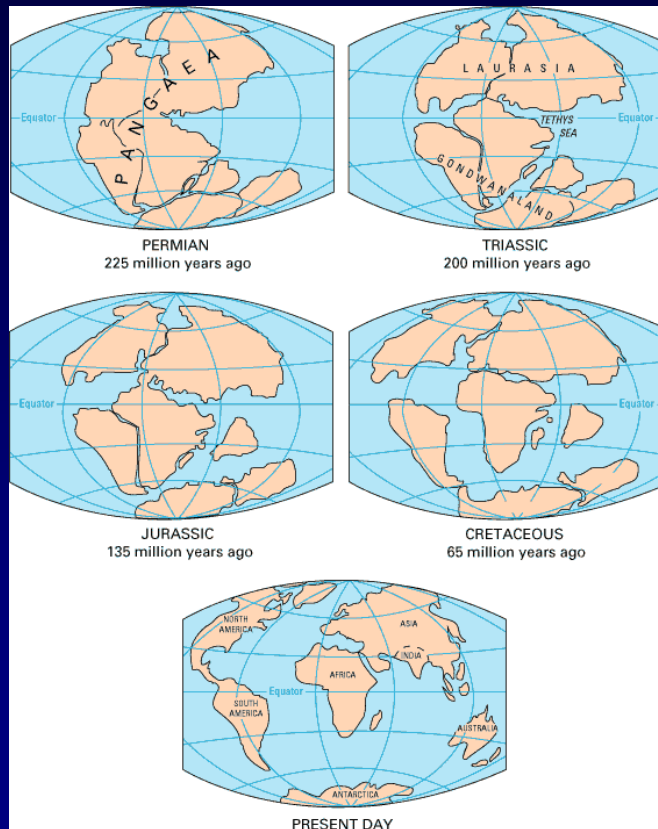 PANGAEA
Equator
PERMIAN
225 million years ago
LAURASIA
TETHYS
SEA
Equator
GONDWANALAND
TRIASSIC
200 million years ago
Equator
JURASSIC
135 million years ago
Equator
CRETACEOUS
65 million years ago
NORTH
AMERICA
ASIA
INDIA
AFRICA
Equator
SOUTH
AMERICA
AUSTRALIA
ANTARCTICA
PRESENT DAY